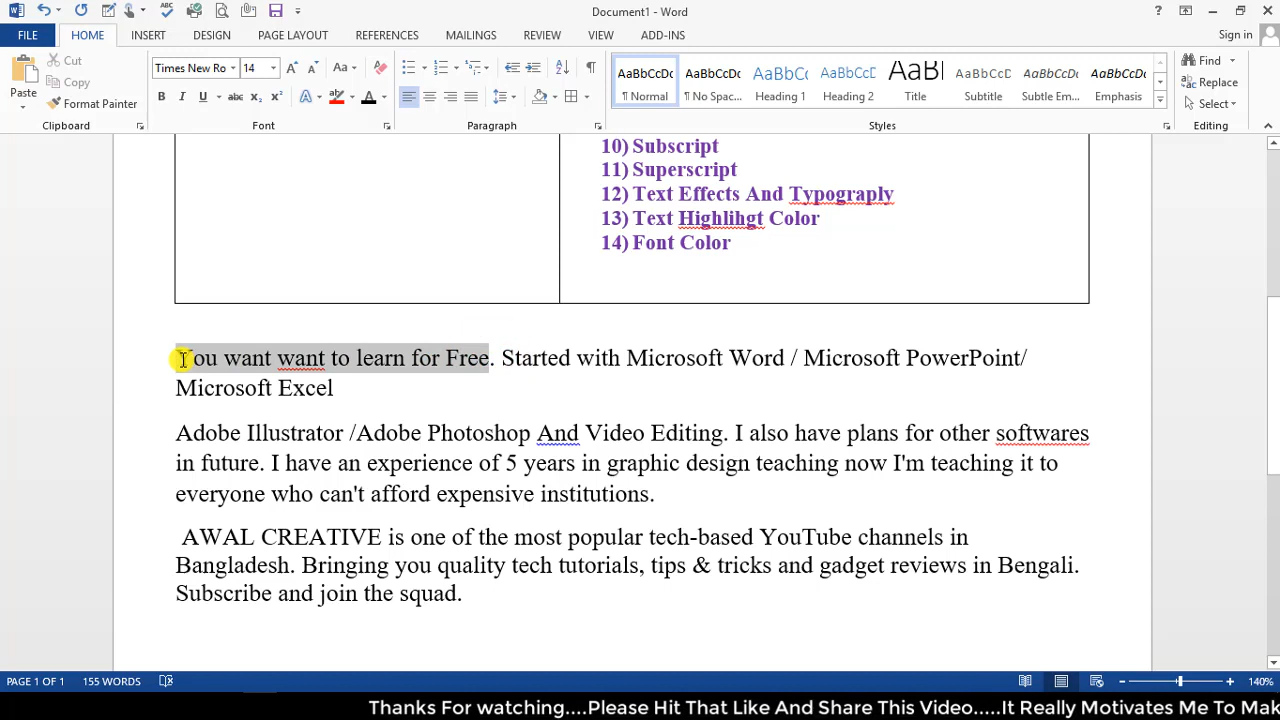 Document1 - Word
Sign in
FILE HOME INSERT DESIGN PAGE LAYOUT REFERENCES MAILINGS REVIEW VIEW ADD-INS
Paste
Cut
Copy
Format Painter
Clipboard
Times New Ro 14
Font
Paragraph
AaBbCcDc AaBbCcDc AaBbCc AaBbCcC AaBl AaBbCcD AaBbCcDc AaBbCcDc
¶ Normal ¶ No Spac... Heading 1 Heading 2 Title Subtitle Subtle Em... Emphasis
Styles
Find
Replace
Select
Editing
10) Subscript
11) Superscript
12) Text Effects And Typograply
13) Text Highlihgt Color
14) Font Color
You want want to learn for Free. Started with Microsoft Word / Microsoft PowerPoint/
Microsoft Excel
Adobe Illustrator /Adobe Photoshop And Video Editing. I also have plans for other softwares
in future. I have an experience of 5 years in graphic design teaching now I'm teaching it to
everyone who can't afford expensive institutions.
AWAL CREATIVE is one of the most popular tech-based YouTube channels in
Bangladesh. Bringing you quality tech tutorials, tips & tricks and gadget reviews in Bengali.
Subscribe and join the squad.
PAGE 1 OF 1 155 WORDS 140%
Thanks For watching....Please Hit That Like And Share This Video.....It Really Motivates Me To Mak